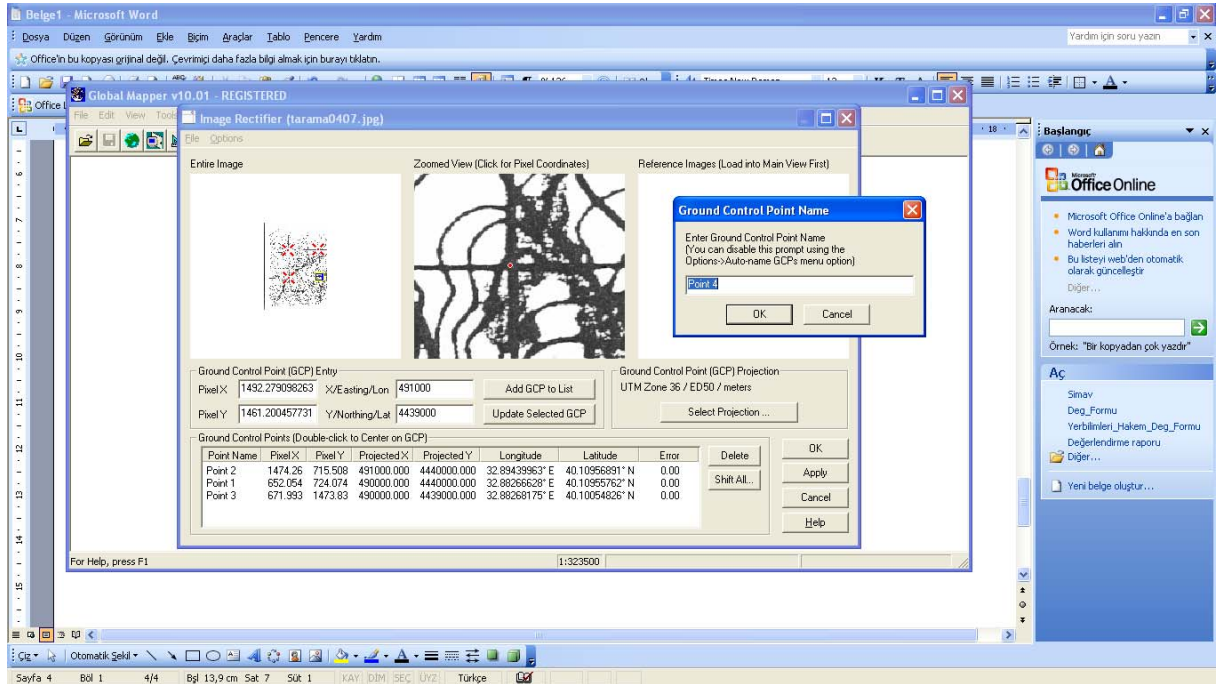 Belge1 - Microsoft Word
Dosya Düzen Görünüm Ekle Biçim Araçlar Tablo Pencere Yardım
Yardım için soru yazın
Office'in bu kopyası orijinal değil. Çevrimiçi daha fazla bilgi almak için burayı tıklatın.
Global Mapper v10.01 - REGISTERED
File Edit View Tools
Image Rectifier (tarama0407.jpg)
File Options
Entire Image
Zoomed View (Click for Pixel Coordinates)
Reference Images (Load into Main View First)
Ground Control Point Name
Enter Ground Control Point Name
(You can disable this prompt using the
Options->Auto-name GCPs menu option)
Point 4
OK Cancel
Ground Control Point (GCP) Entry
Pixel X 1492.279098263 X/Easting/Lon 491000 Add GCP to List
Pixel Y 1461.200457731 Y/Northing/Lat 4439000 Update Selected GCP
Ground Control Point (GCP) Projection
UTM Zone 36 / ED50 / meters
Select Projection ...
Ground Control Points (Double-click to Center on GCP)
Point Name Pixel X Pixel Y Projected X Projected Y Longitude Latitude Error
Point 2 1474.26 715.508 491000.000 4440000.000 32.89439963° E 40.10956891° N 0.00
Point 1 652.054 724.074 490000.000 4440000.000 32.88266628° E 40.10955762° N 0.00
Point 3 671.993 1473.83 490000.000 4439000.000 32.88268175° E 40.10054826° N 0.00
Delete
Shift All...
OK
Apply
Cancel
Help
For Help, press F1
1:323500
Başlangıç
Microsoft
Office Online
Microsoft Office Online'a bağlan
Word kullanımı hakkında en son
haberleri alın
Bu listeyi web'den otomatik
olarak güncelleştir
Diğer...
Aranacak:
Örnek: "Bir kopyadan çok yazdır"
Aç
Sinav
Deg_Formu
Yerbilimleri_Hakem_Deg_Formu
Değerlendirme raporu
Diğer...
Yeni belge oluştur...
Çiz Otomatik Şekil
Sayfa 4 Böl 1 4/4 Bşl 13,9 cm Sat 7 Süt 1 KAY DİM SEÇ ÜYZ Türkçe